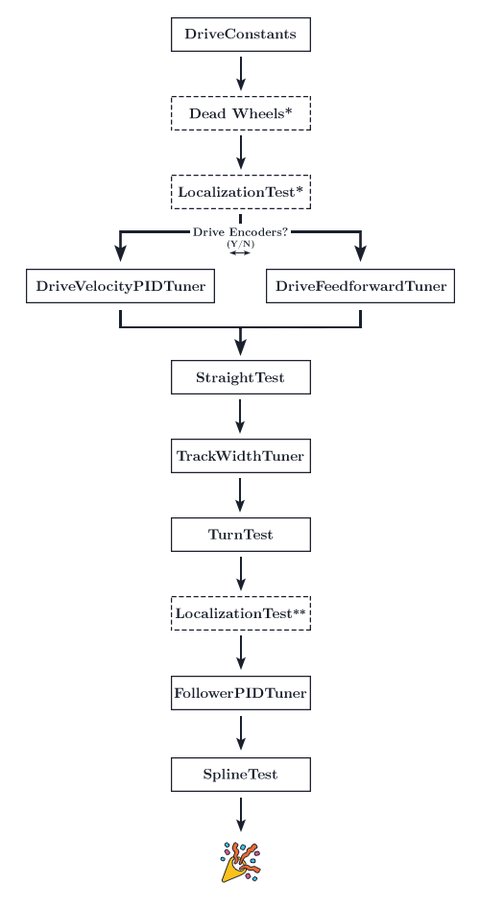 DriveConstants
Dead Wheels*
LocalizationTest*
Drive Encoders?
(Y/N)
DriveVelocityPIDTuner
DriveFeedforwardTuner
StraightTest
TrackWidthTuner
TurnTest
LocalizationTest**
FollowerPIDTuner
SplineTest